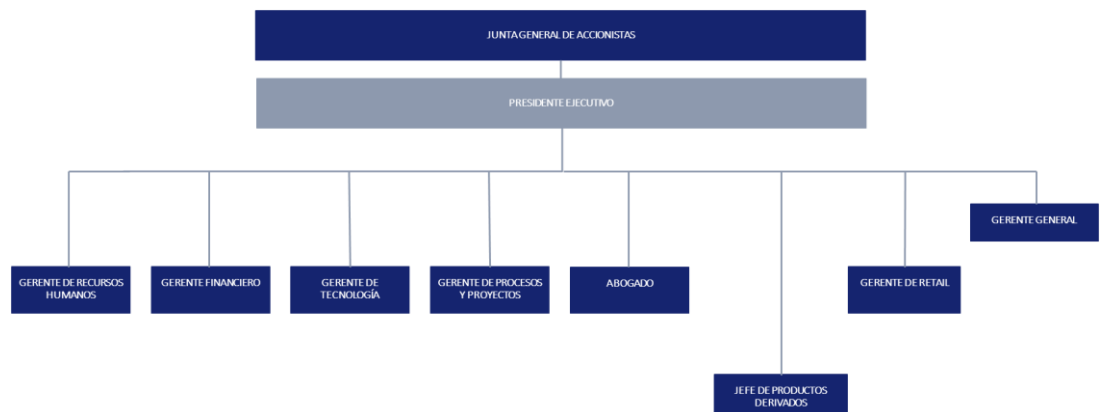 JUNTA GENERAL DE ACCIONISTAS
PRESIDENTE EJECUTIVO
GERENTE GENERAL
GERENTE DE RECURSOS
HUMANOS
GERENTE FINANCIERO
GERENTE DE
TECNOLOGÍA
GERENTE DE PROCESOS
Y PROYECTOS
ABOGADO
GERENTE DE RETAIL
JEFE DE PRODUCTOS
DERIVADOS